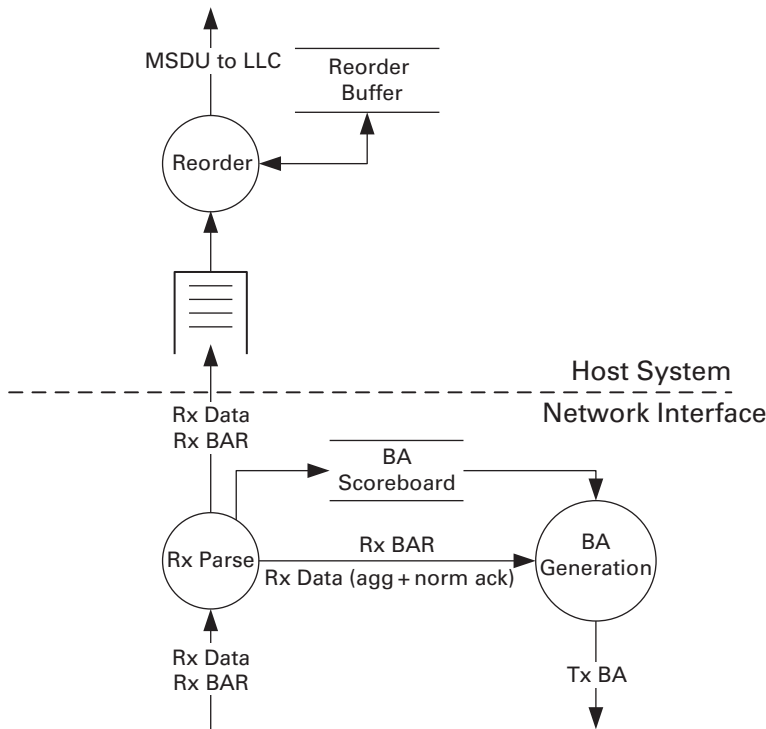 MSDU to LLC
Reorder
Buffer
Reorder
Host System
Network Interface
Rx Data
Rx BAR
BA
Scoreboard
Rx Parse
Rx BAR
Rx Data (agg + norm ack)
BA
Generation
Rx Data
Rx BAR
Tx BA